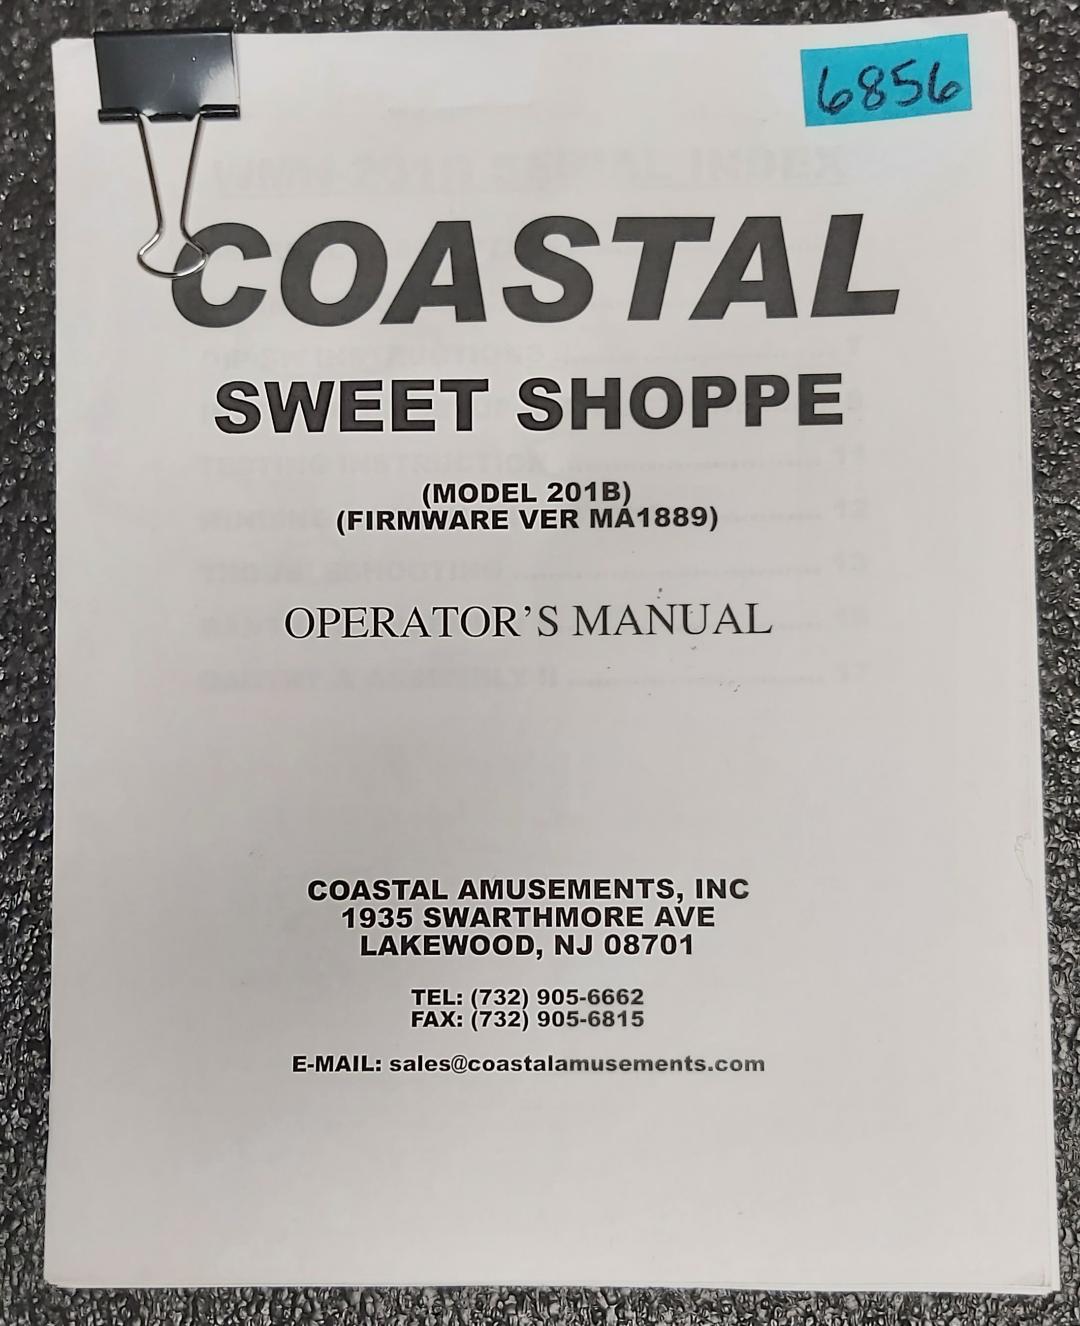 6856
COASTAL
SWEET SHOPPE
(MODEL 201B)
(FIRMWARE VER MA1889)
OPERATOR'S MANUAL
COASTAL AMUSEMENTS, INC
1935 SWARTHMORE AVE
LAKEWOOD, NJ 08701
TEL: (732) 905-6662
FAX: (732) 905-6815
E-MAIL: sales@coastalamusements.com